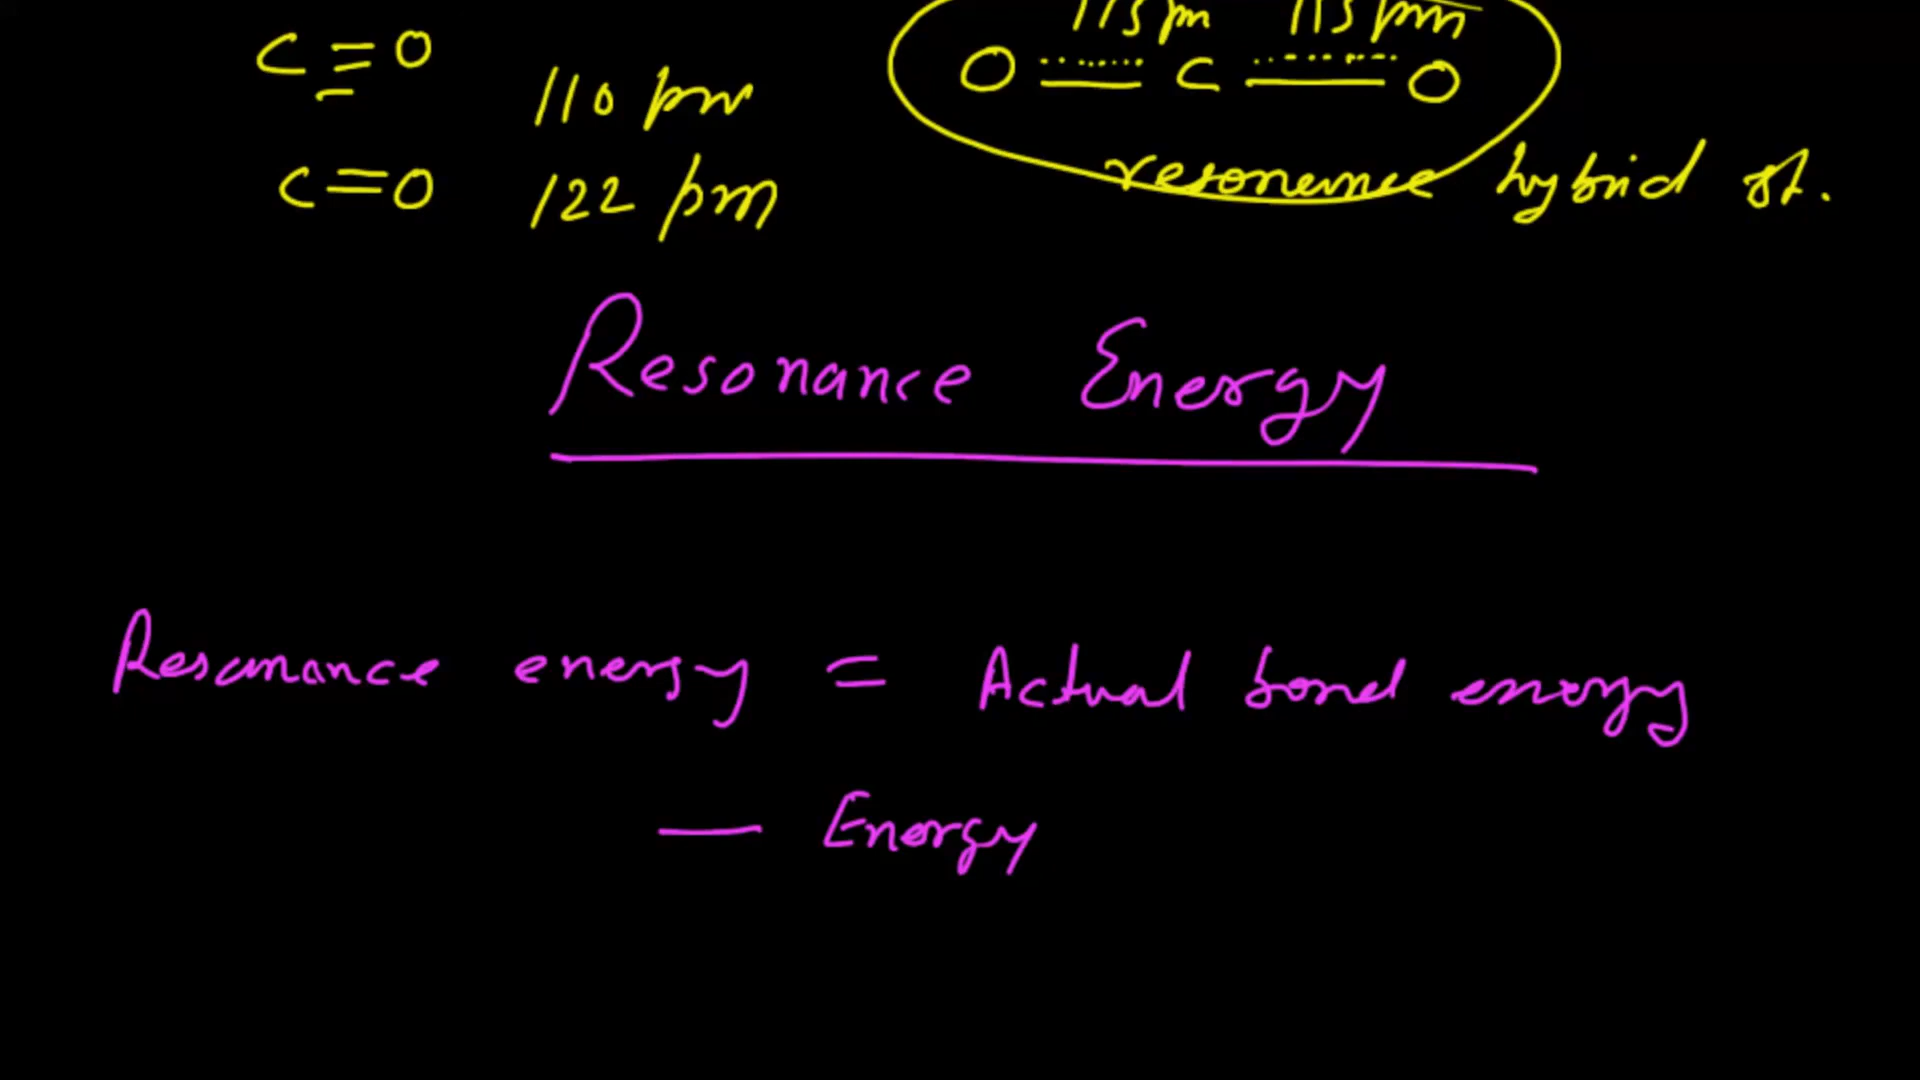 115 pm 115 pm
C≡O 110 pm
O C O
C=O 122 pm
resonance hybrid st.
Resonance Energy
Resonance energy = Actual bond energy
— Energy